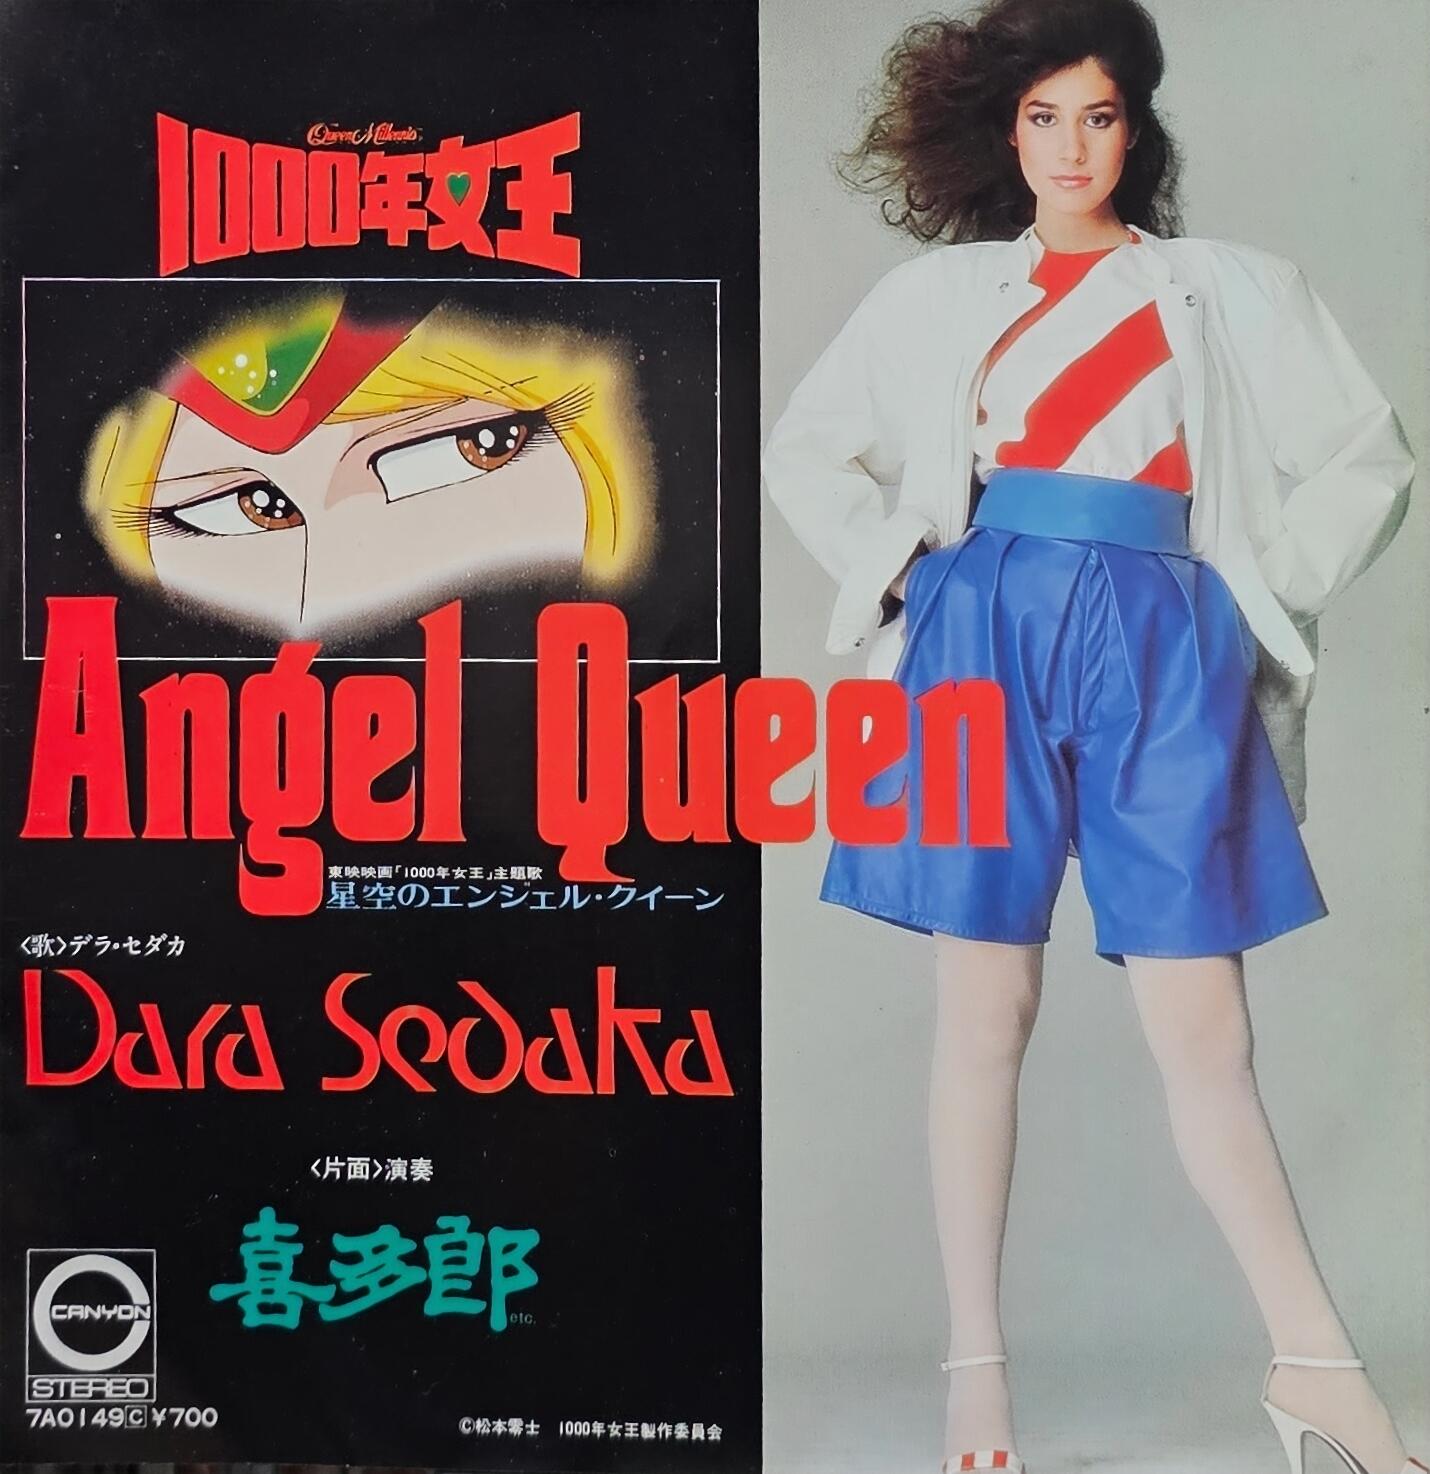 Queen Millennia
1000年女王
Angel Queen
東映映画「1000年女王」主題歌
星空のエンジェル・クイーン
〈歌〉デラ・セダカ
Dara Sedaka
〈片面〉演奏
喜多郎
etc.
CANYON
STEREO
7A0149 C ¥700
©松本零士 1000年女王製作委員会